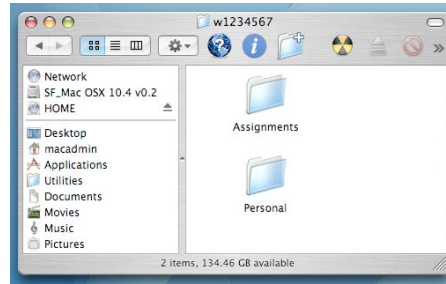 w1234567
Network
SF_Mac OSX 10.4 v0.2
HOME
Desktop
macadmin
Applications
Utilities
Documents
Movies
Music
Pictures
Assignments
Personal
2 items, 134.46 GB available